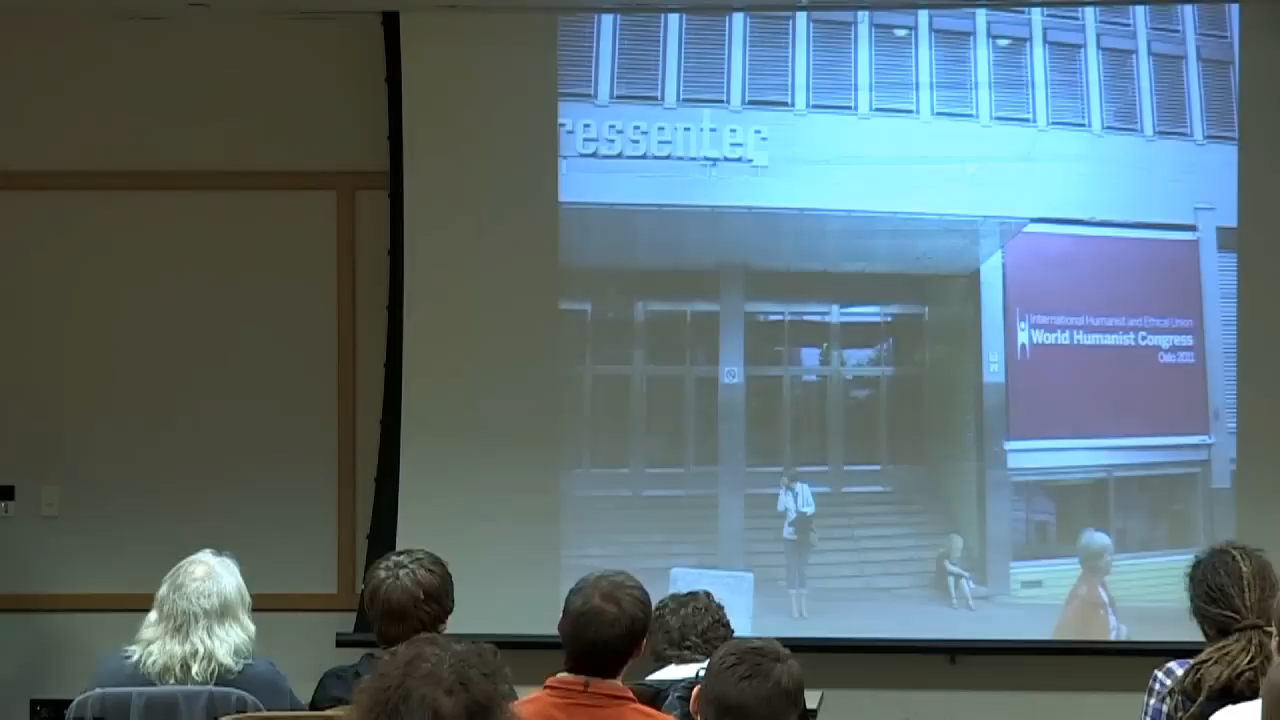 ressenter
International Humanist and Ethical Union
World Humanist Congress
Oslo 2011